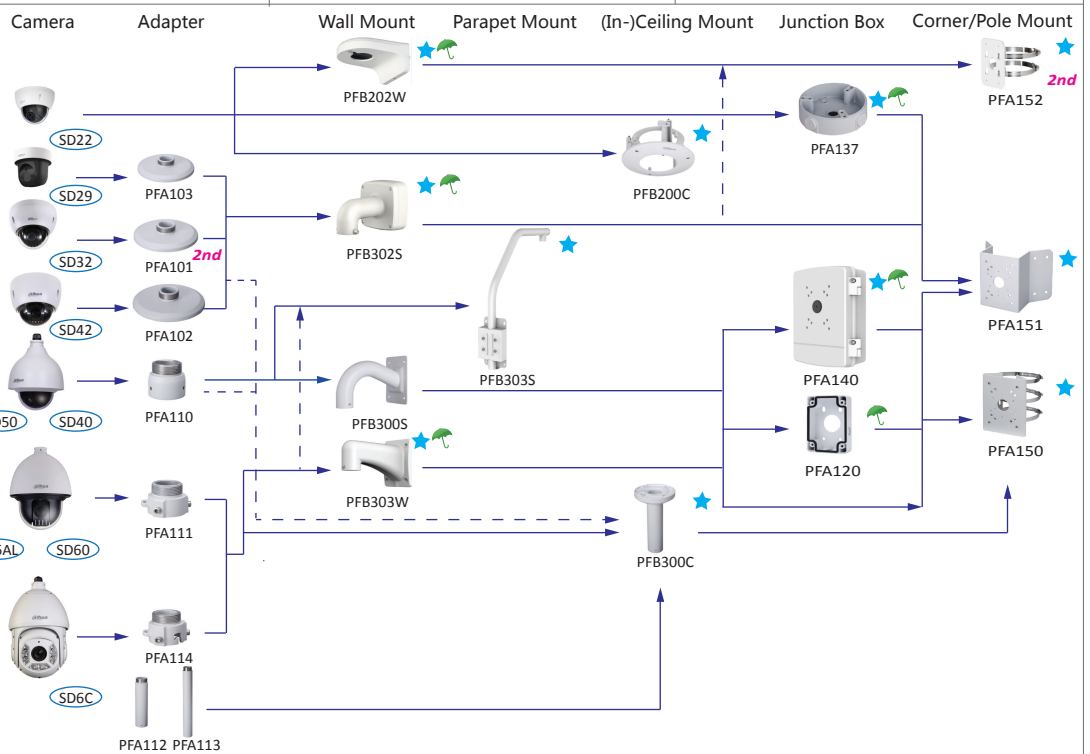 Camera Adapter Wall Mount Parapet Mount (In-)Ceiling Mount Junction Box Corner/Pole Mount
PFB202W
2nd
PFA152
SD22
PFA137
SD29
PFA103
PFB200C
SD32
PFA101
2nd
PFB302S
SD42
PFA102
PFA151
PFB303S
PFA140
SD40
PFA110
PFB300S
PFA120
PFA150
PFB303W
SD60
PFA111
PFB300C
PFA114
SD6C
PFA112 PFA113